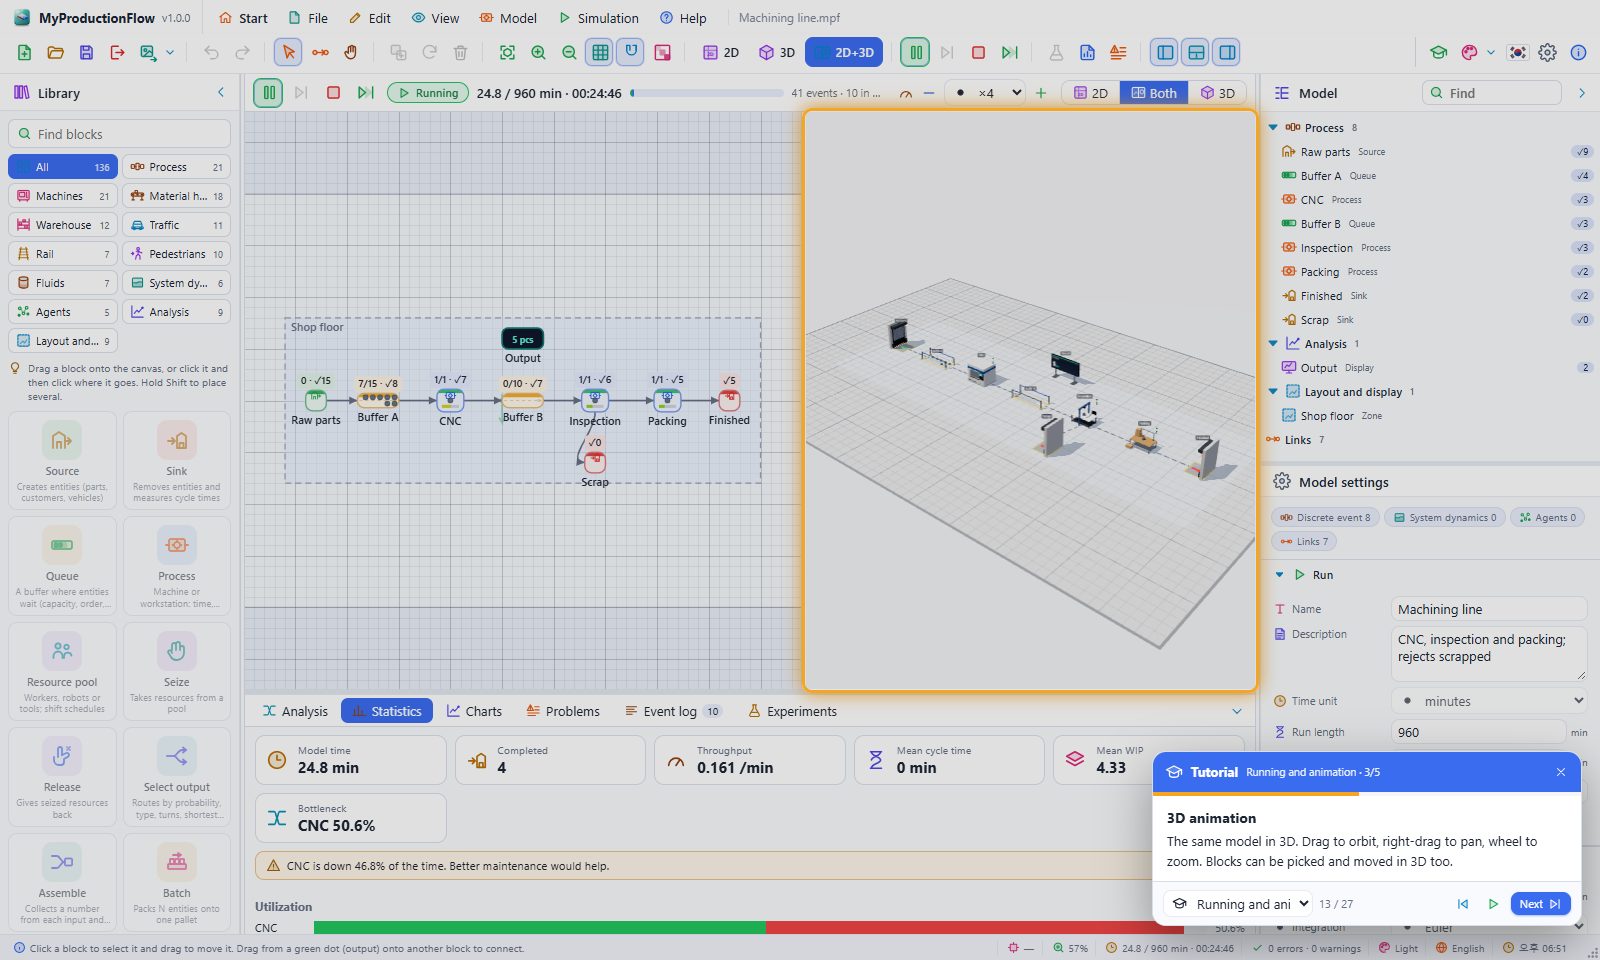 MyProductionFlow v1.0.0 Start File Edit View Model Simulation Help Machining line.mpf
2D 3D 2D+3D
Library
Find blocks
All 136 Process 21
Machines 21 Material h... 18
Warehouse 12 Traffic 11
Rail 7 Pedestrians 10
Fluids 7 System dy... 6
Agents 5 Analysis 9
Layout and... 9
Drag a block onto the canvas, or click it and
then click where it goes. Hold Shift to place
several.
Source Sink
Creates entities (parts,
customers, vehicles)
Removes entities and
measures cycle times
Queue Process
A buffer where entities
wait (capacity, order,...
Machine or
workstation: time,...
Resource pool Seize
Workers, robots or
tools; shift schedules
Takes resources from a
pool
Release Select output
Gives seized resources
back
Routes by probability,
type, turns, shortest...
Assemble Batch
Collects a number
from each input and...
Packs N entities onto
one pallet
Running 24.8 / 960 min · 00:24:46 41 events · 10 in ... ×4 2D Both 3D
Shop floor
5 pcs
Output
0 · ✓15 7/15 · ✓8 1/1 · ✓7 0/10 · ✓7 1/1 · ✓6 1/1 · ✓5 ✓5
Raw parts Buffer A CNC Buffer B Inspection Packing Finished
✓0
Scrap
Analysis Statistics Charts Problems Event log 10 Experiments
Model time
24.8 min
Completed
4
Throughput
0.161 /min
Mean cycle time
0 min
Mean WIP
4.33
Bottleneck
CNC 50.6%
CNC is down 46.8% of the time. Better maintenance would help.
Utilization
CNC 50.6%
Model Find
Process 8
Raw parts Source ✓9
Buffer A Queue ✓4
CNC Process ✓3
Buffer B Queue ✓3
Inspection Process ✓3
Packing Process ✓2
Finished Sink ✓2
Scrap Sink ✓0
Analysis 1
Output Display 2
Layout and display 1
Shop floor Zone
Links 7
Model settings
Discrete event 8 System dynamics 0 Agents 0
Links 7
Run
Name Machining line
Description CNC, inspection and packing;
rejects scrapped
Time unit minutes
Run length 960 min
Tutorial Running and animation · 3/5
3D animation
The same model in 3D. Drag to orbit, right-drag to pan, wheel to
zoom. Blocks can be picked and moved in 3D too.
Running and ani 13 / 27 Next
Integration Euler
Click a block to select it and drag to move it. Drag from a green dot (output) onto another block to connect. — 57% 24.8 / 960 min · 00:24:46 0 errors · 0 warnings Light English 오후 06:51